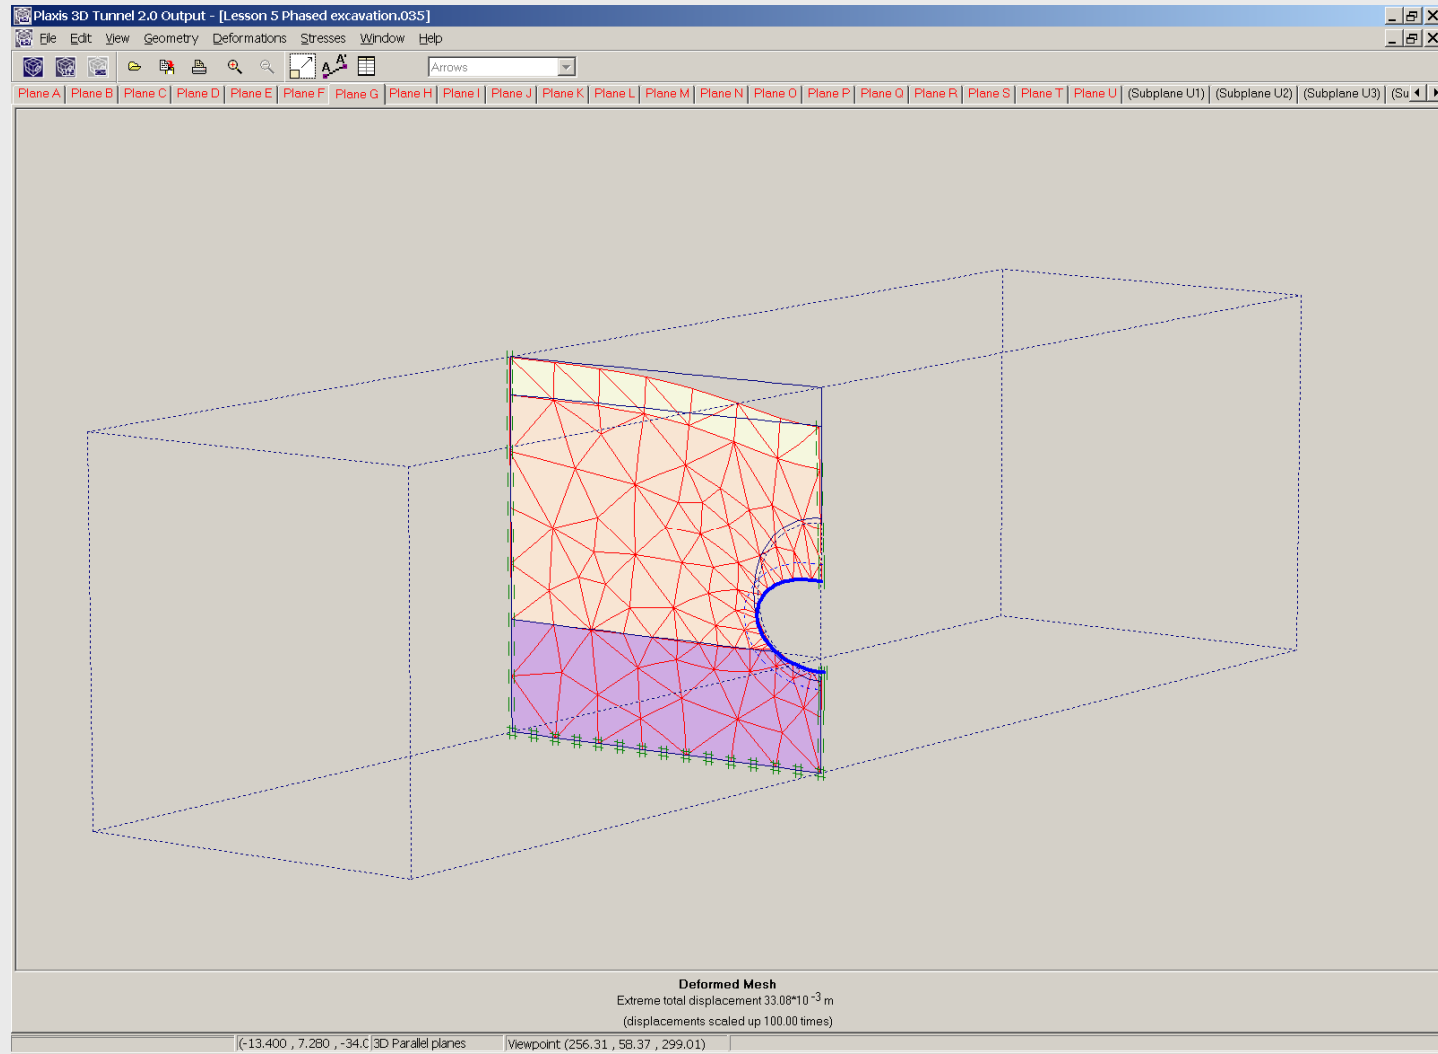 Plaxis 3D Tunnel 2.0 Output - [Lesson 5 Phased excavation.035]
File Edit View Geometry Deformations Stresses Window Help
Arrows
Plane A Plane B Plane C Plane D Plane E Plane F Plane G Plane H Plane I Plane J Plane K Plane L Plane M Plane N Plane O Plane P Plane Q Plane R Plane S Plane T Plane U (Subplane U1) (Subplane U2) (Subplane U3) (Su
Deformed Mesh
Extreme total displacement 33.08*10⁻³ m
(displacements scaled up 100.00 times)
(-13.400 , 7.280 , -34.0 3D Parallel planes Viewpoint (256.31 , 58.37 , 299.01)